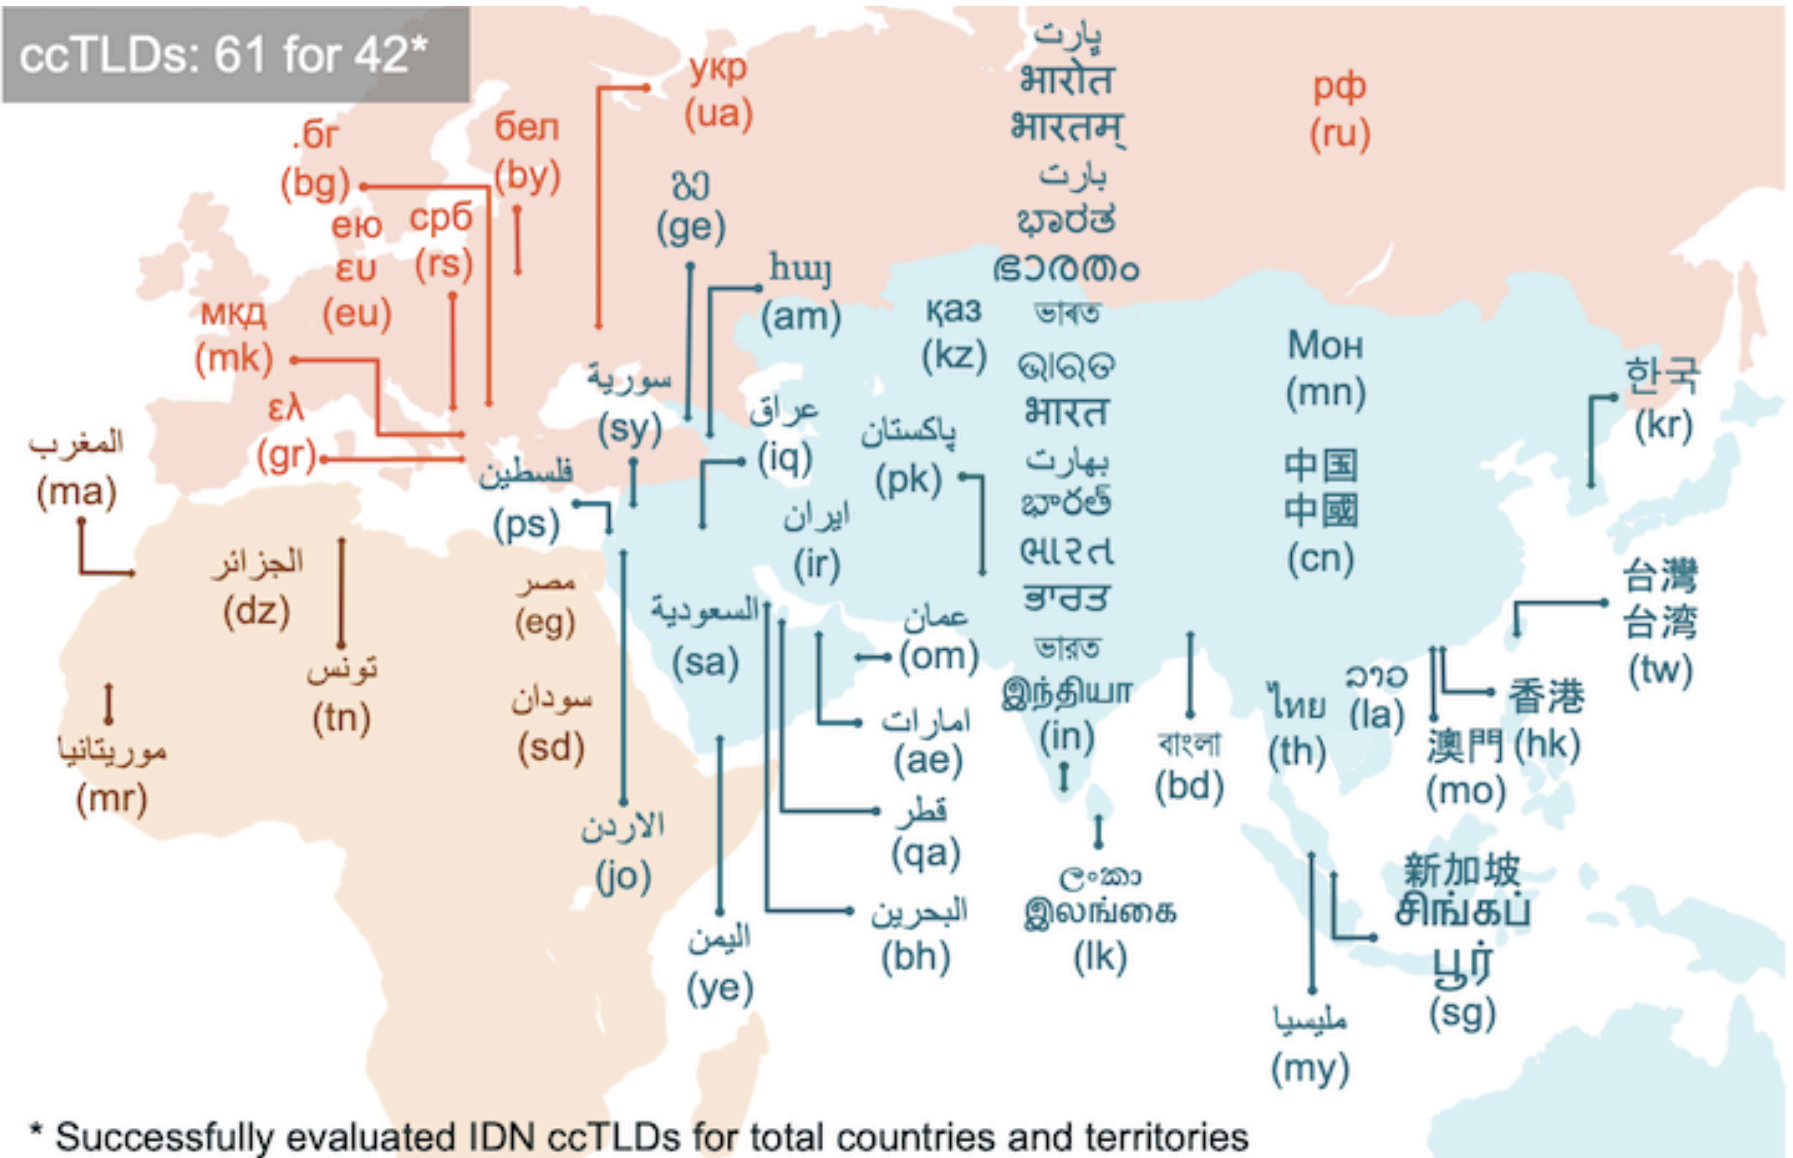 ccTLDs: 61 for 42*
укр
(ua)
.бг
(bg)
бел
(by)
ею
ευ
(eu)
срб
(rs)
мкд
(mk)
ελ
(gr)
рф
(ru)
გე
(ge)
հայ
(am)
қаз
(kz)
Мон
(mn)
中国
中國
(cn)
한국
(kr)
台灣
台湾
(tw)
香港
(hk)
澳門
(mo)
ລາວ
(la)
ไทย
(th)
বাংলা
(bd)
ڀارت
भारोत
भारतम्
بارت
ಭಾರತ
ഭാരതം
ভাৰত
ଭାରତ
भारत
بھارت
భారత్
ભારત
ਭਾਰਤ
ভারত
இந்தியா
(in)
ලංකා
இலங்கை
(lk)
新加坡
சிங்கப்
பூர்
(sg)
مليسيا
(my)
سورية
(sy)
عراق
(iq)
پاکستان
(pk)
فلسطين
(ps)
ایران
(ir)
السعودية
(sa)
عمان
(om)
امارات
(ae)
قطر
(qa)
البحرين
(bh)
اليمن
(ye)
الاردن
(jo)
المغرب
(ma)
الجزائر
(dz)
تونس
(tn)
مصر
(eg)
سودان
(sd)
موريتانيا
(mr)
* Successfully evaluated IDN ccTLDs for total countries and territories